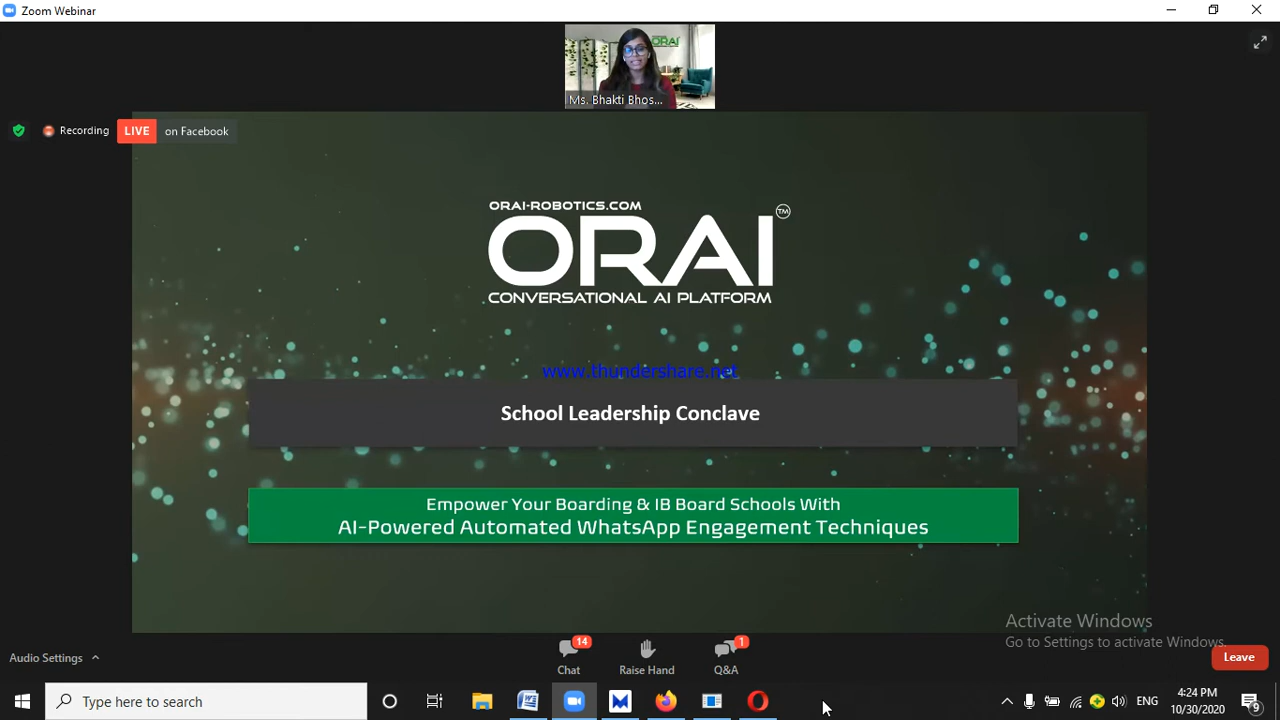 Zoom Webinar
ORAI
Ms. Bhakti Bhos...
Recording
LIVE
on Facebook
ORAI-ROBOTICS.COM
ORAI
TM
CONVERSATIONAL AI PLATFORM
www.thundershare.net
School Leadership Conclave
Empower Your Boarding & IB Board Schools With
AI-Powered Automated WhatsApp Engagement Techniques
Activate Windows
Go to Settings to activate Windows.
Audio Settings
14
Chat
Raise Hand
1
Q&A
Leave
Type here to search
ENG
4:24 PM
10/30/2020
9